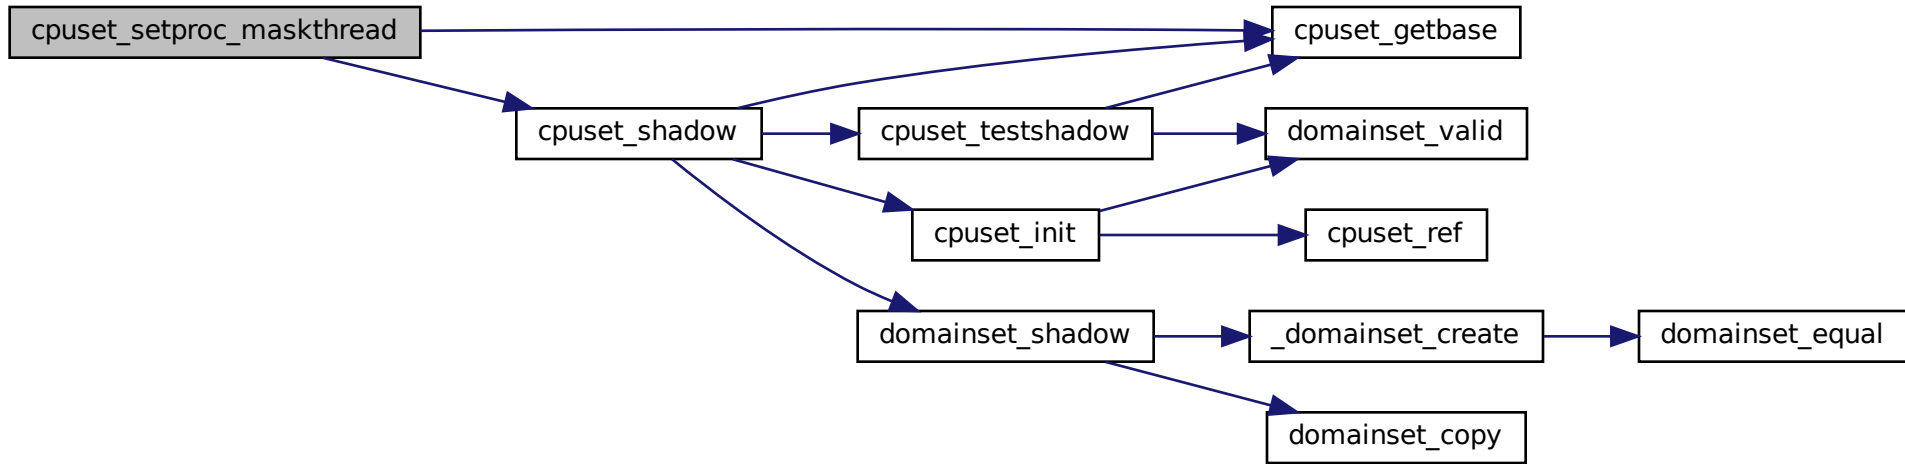 cpuset_setproc_maskthread
cpuset_getbase
cpuset_shadow
cpuset_testshadow
domainset_valid
cpuset_init
cpuset_ref
domainset_shadow
_domainset_create
domainset_equal
domainset_copy